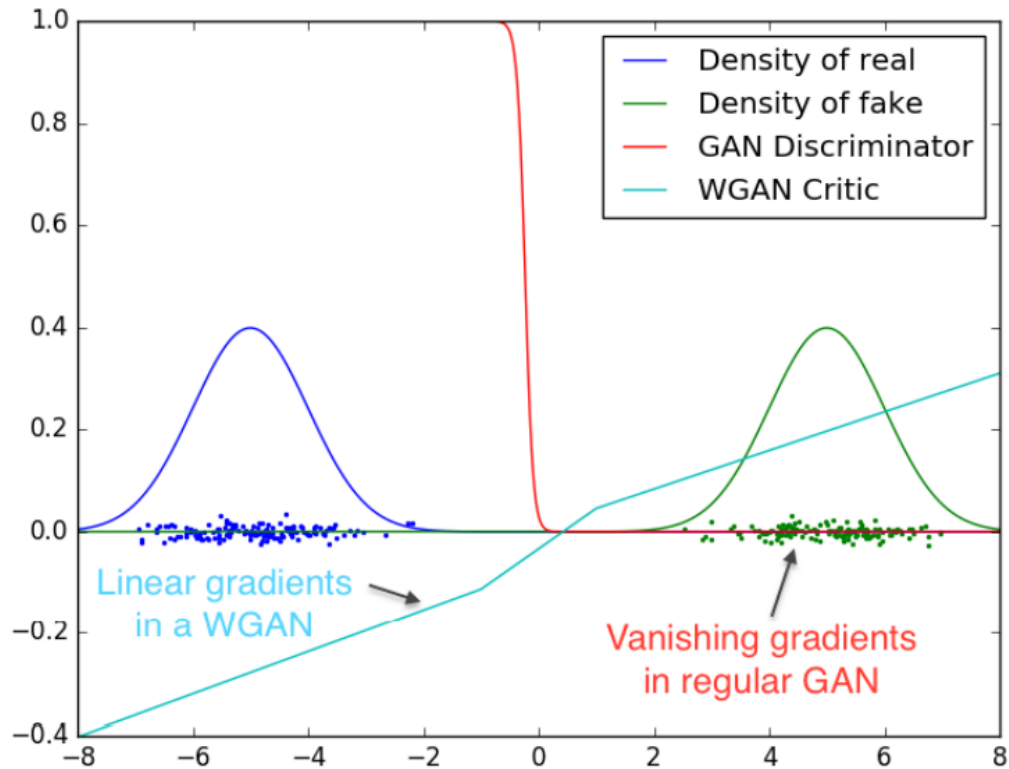 1.0
0.8
0.6
0.4
0.2
0.0
−0.2
−0.4
Density of real
Density of fake
GAN Discriminator
WGAN Critic
Linear gradients
in a WGAN
Vanishing gradients
in regular GAN
−8 −6 −4 −2 0 2 4 6 8